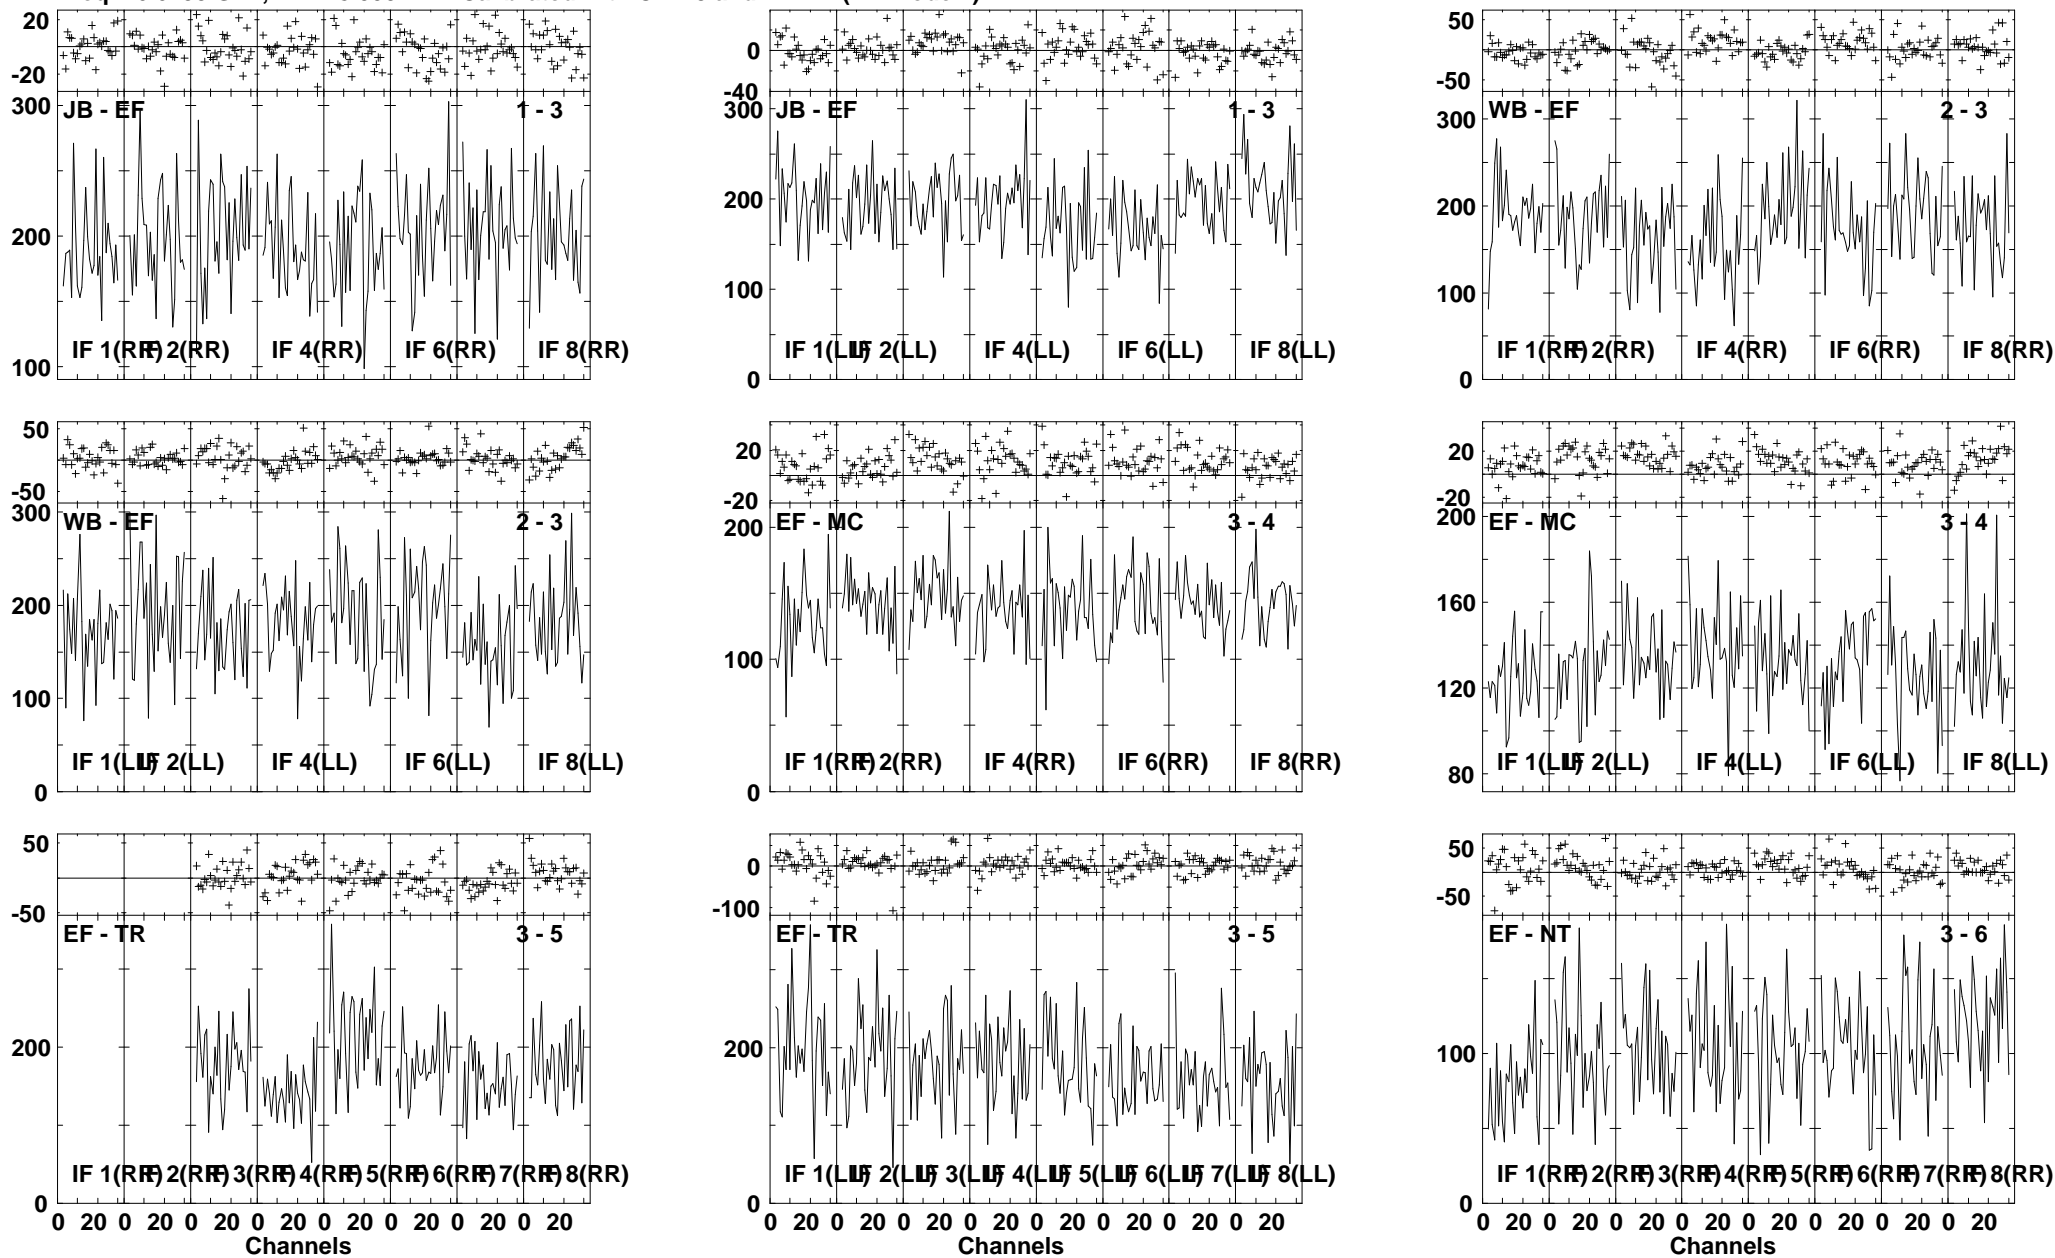 20
-20
300
200
100
JB - EF
1 - 3
IF 1(RR)
IF 2(RR)
IF 4(RR)
IF 6(RR)
IF 8(RR)
0
-40
300
200
100
0
JB - EF
1 - 3
IF 1(LL)
IF 2(LL)
IF 4(LL)
IF 6(LL)
IF 8(LL)
50
-50
300
200
100
0
WB - EF
2 - 3
IF 1(RR)
IF 2(RR)
IF 4(RR)
IF 6(RR)
IF 8(RR)
50
-50
300
200
100
0
WB - EF
2 - 3
IF 1(LL)
IF 2(LL)
IF 4(LL)
IF 6(LL)
IF 8(LL)
20
-20
200
100
0
EF - MC
3 - 4
IF 1(RR)
IF 2(RR)
IF 4(RR)
IF 6(RR)
IF 8(RR)
20
-20
200
160
120
80
EF - MC
3 - 4
IF 1(LL)
IF 2(LL)
IF 4(LL)
IF 6(LL)
IF 8(LL)
50
-50
200
0
EF - TR
3 - 5
IF 1(RR)
IF 2(RR)
IF 3(RR)
IF 4(RR)
IF 5(RR)
IF 6(RR)
IF 7(RR)
IF 8(RR)
0 20 0 20 0 20 0 20 0 20 0 20 0 20 0 20
Channels
0
-100
200
0
EF - TR
3 - 5
IF 1(LL)
IF 2(LL)
IF 3(LL)
IF 4(LL)
IF 5(LL)
IF 6(LL)
IF 7(LL)
IF 8(LL)
0 20 0 20 0 20 0 20 0 20 0 20 0 20 0 20
Channels
50
-50
100
0
EF - NT
3 - 6
IF 1(RR)
IF 2(RR)
IF 3(RR)
IF 4(RR)
IF 5(RR)
IF 6(RR)
IF 7(RR)
IF 8(RR)
0 20 0 20 0 20 0 20 0 20 0 20 0 20 0 20
Channels